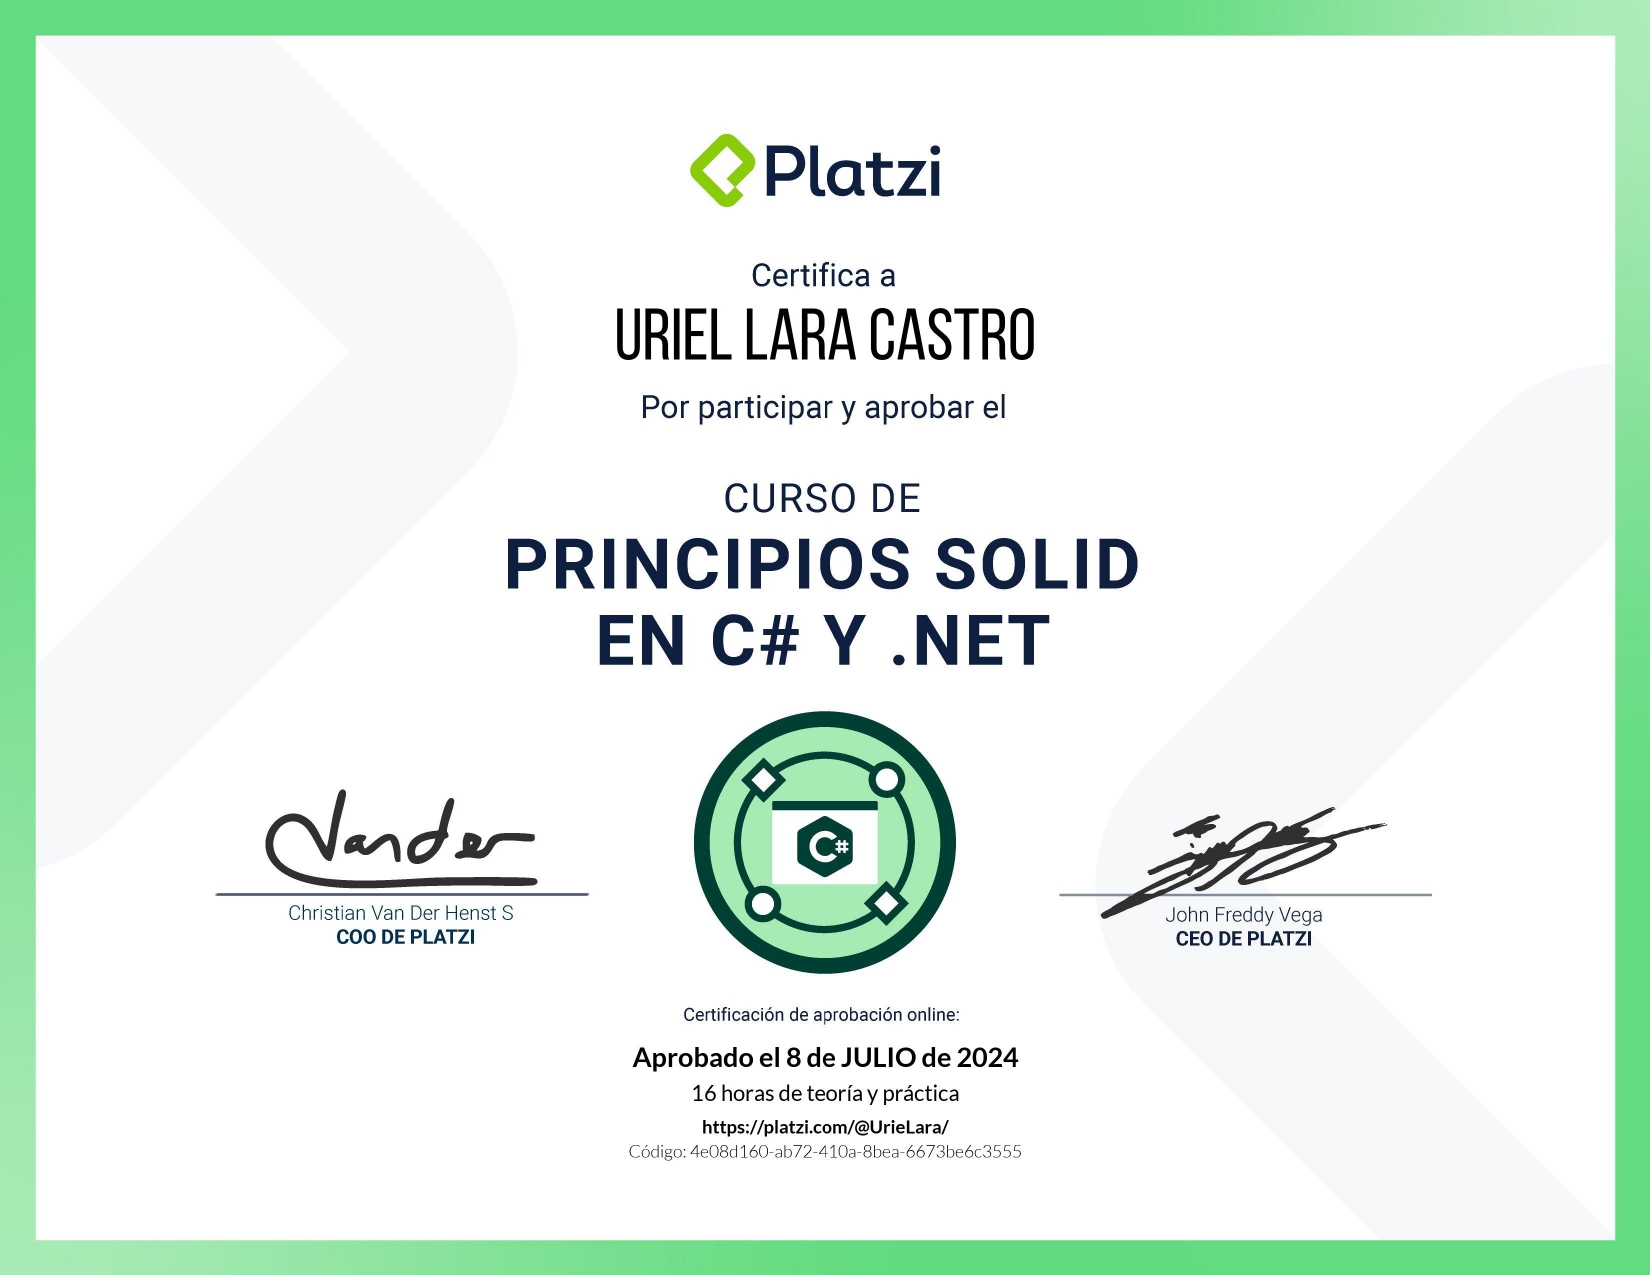 Platzi
Certifica a
URIEL LARA CASTRO
Por participar y aprobar el
CURSO DE
PRINCIPIOS SOLID
EN C# Y .NET
C#
Vander
Christian Van Der Henst S
COO DE PLATZI
John Freddy Vega
CEO DE PLATZI
Certificación de aprobación online:
Aprobado el 8 de JULIO de 2024
16 horas de teoría y práctica
https://platzi.com/@UrieLara/
Código: 4e08d160-ab72-410a-8bea-6673be6c3555